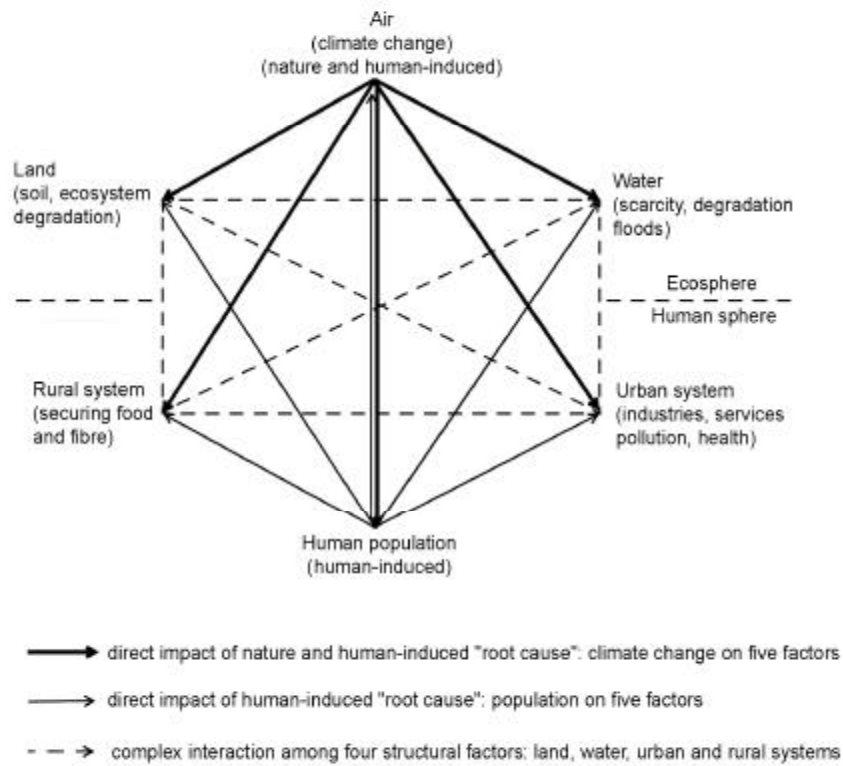 Air
(climate change)
(nature and human-induced)
Land
(soil, ecosystem
degradation)
Water
(scarcity, degradation
floods)
Ecosphere
Human sphere
Rural system
(securing food
and fibre)
Urban system
(industries, services
pollution, health)
Human population
(human-induced)
direct impact of nature and human-induced "root cause": climate change on five factors
direct impact of human-induced "root cause": population on five factors
complex interaction among four structural factors: land, water, urban and rural systems